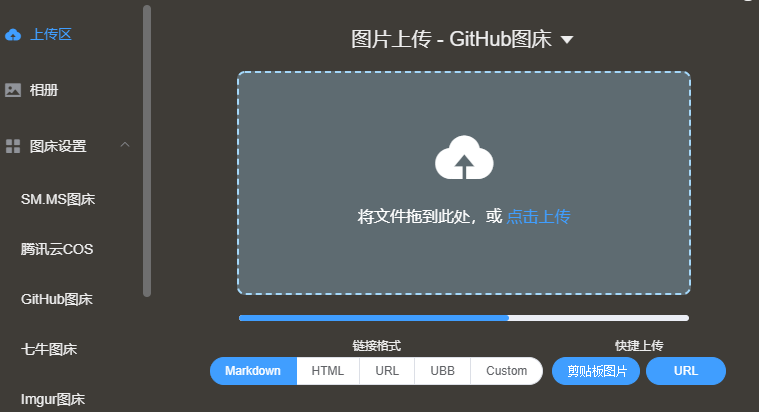 上传区
相册
图床设置
SM.MS图床
腾讯云COS
GitHub图床
七牛图床
Imgur图床
图片上传 - GitHub图床
将文件拖到此处，或 点击上传
链接格式
Markdown
HTML
URL
UBB
Custom
快捷上传
剪贴板图片
URL